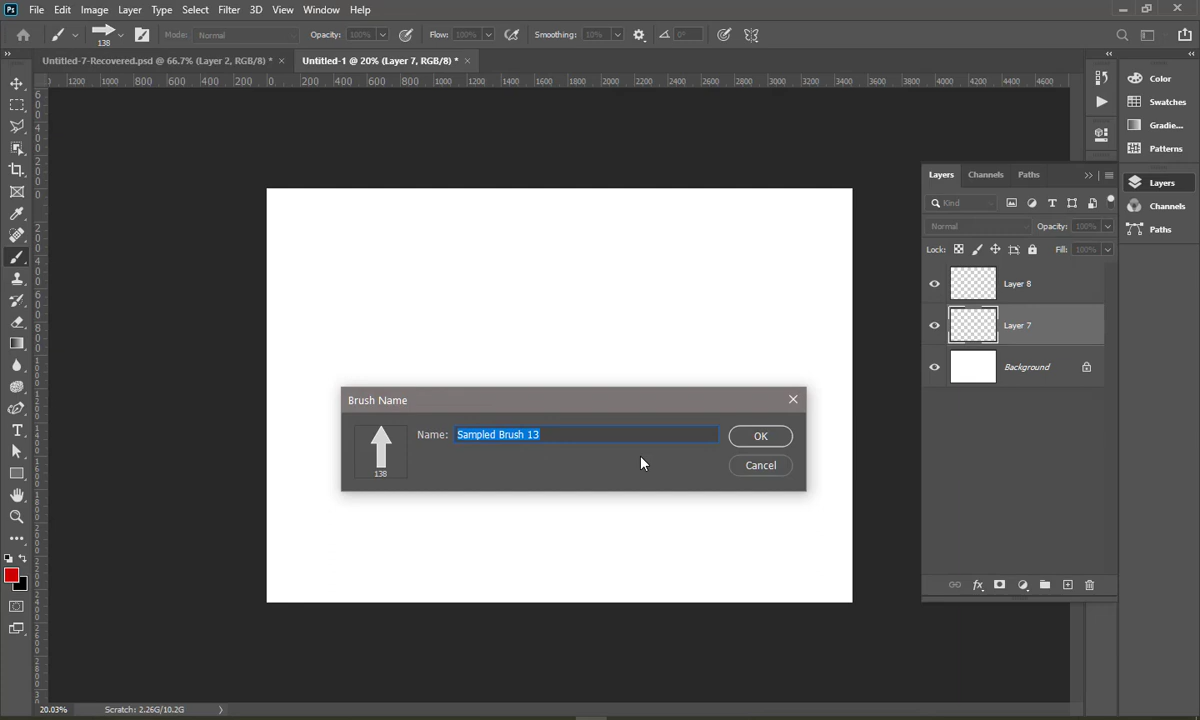 Ps File Edit Image Layer Type Select Filter 3D View Window Help
138 Mode: Normal Opacity: 100% Flow: 100% Smoothing: 10% 0°
Untitled-7-Recovered.psd @ 66.7% (Layer 2, RGB/8) * × Untitled-1 @ 20% (Layer 7, RGB/8) * ×
1200 1000 800 600 400 200 0 200 400 600 800 1000 1200 1400 1600 1800 2000 2200 2400 2600 2800 3000 3200 3400 3600 3800 4000 4200 4400 4600
Color
Swatches
Gradie...
Patterns
Layers
Channels
Paths
Layers Channels Paths
Kind
Normal Opacity: 100%
Lock: Fill: 100%
Layer 8
Layer 7
Background
fx
Brush Name
Name: Sampled Brush 13
138
OK
Cancel
20.03% Scratch: 2.26G/10.2G